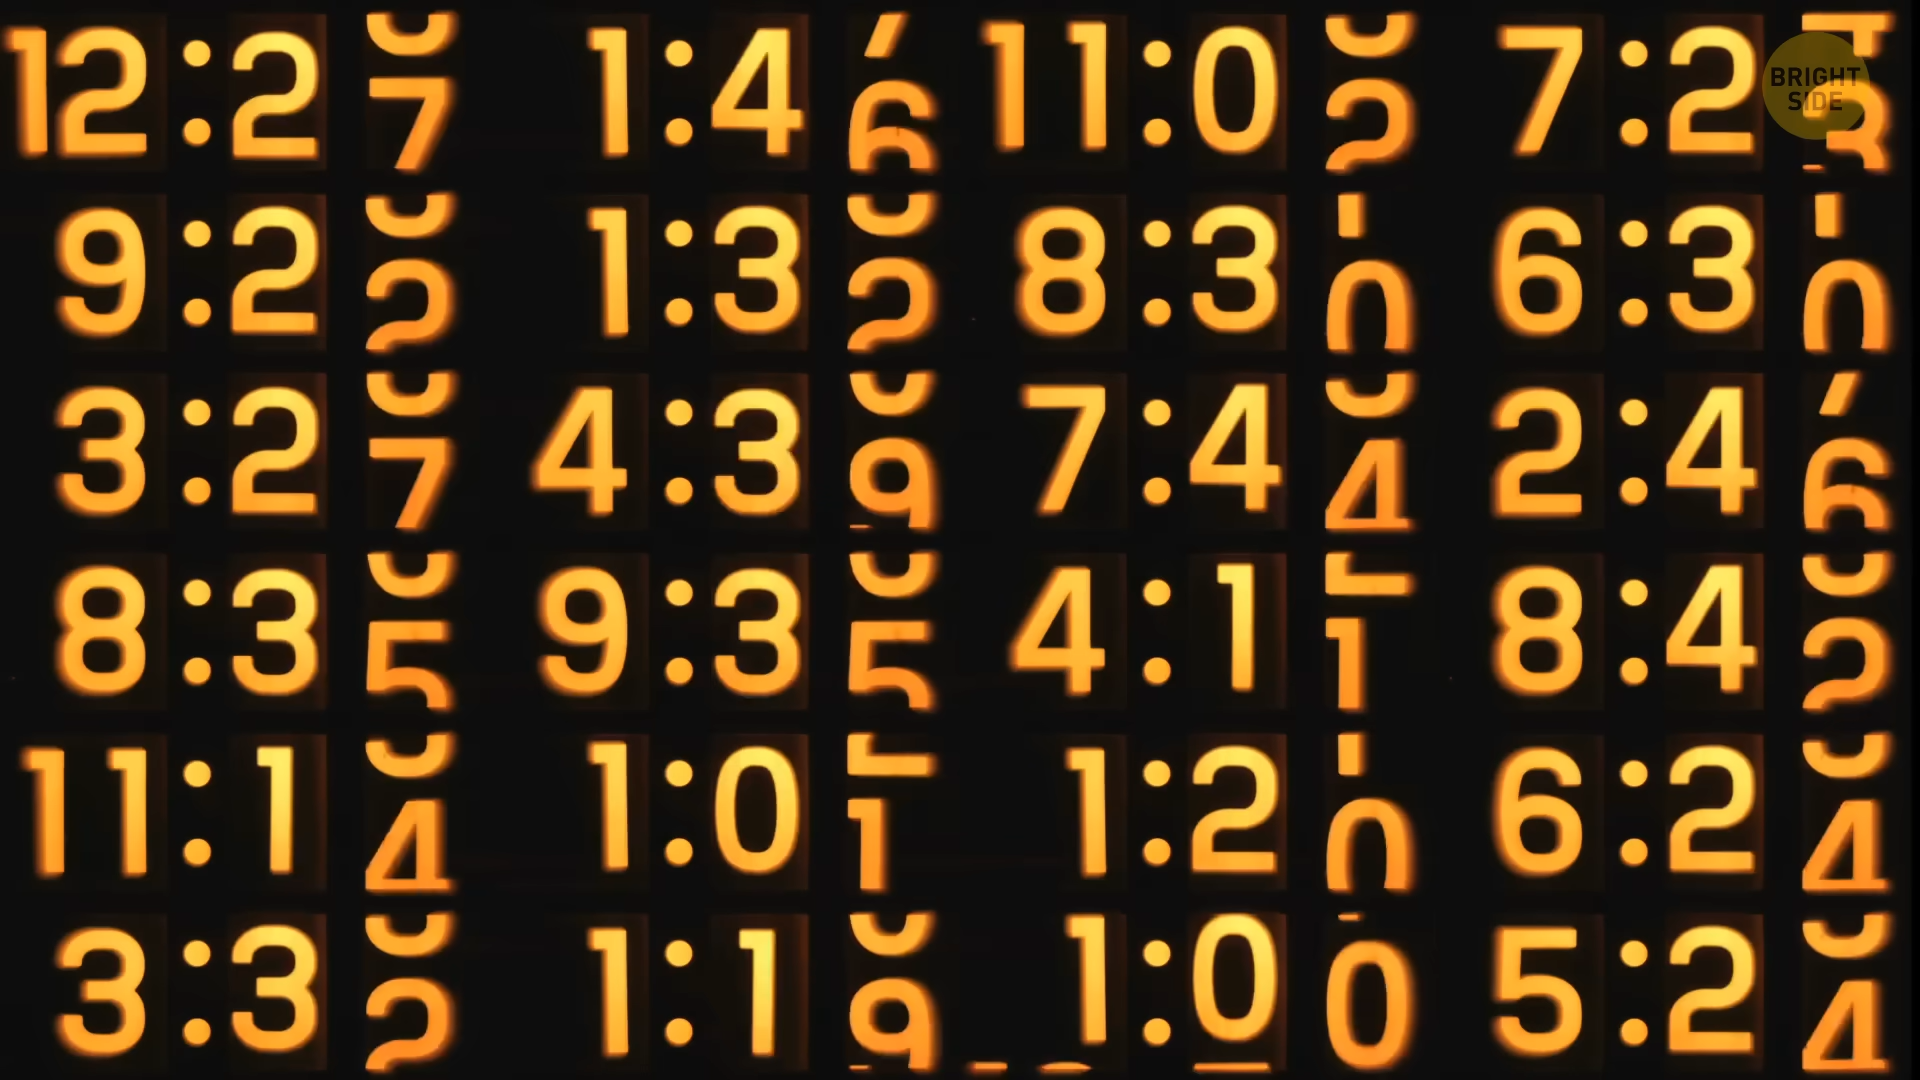 12:27 1:46 11:02 7:23
BRIGHT
SIDE
9:22 1:32 8:30 6:30
3:27 4:39 7:44 2:46
8:35 9:35 4:11 8:42
11:14 1:01 1:20 6:24
3:32 1:19 1:00 5:24